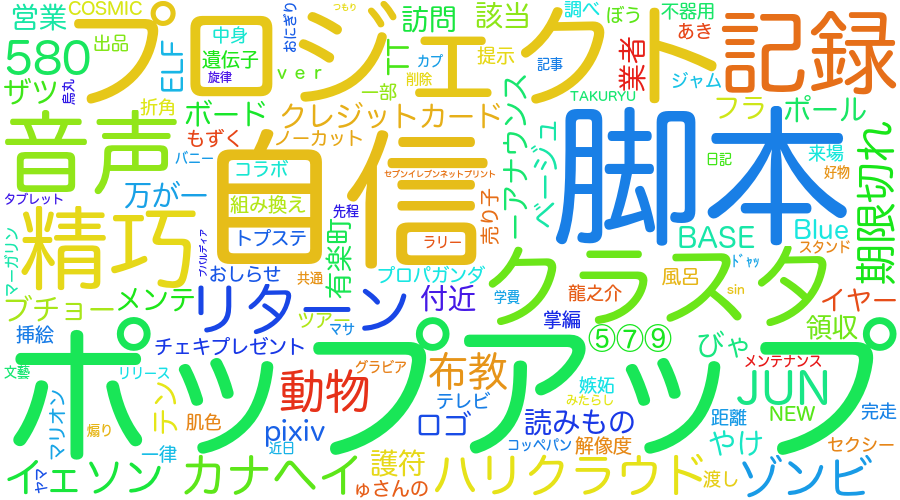 営業
COSMIC
プロジェクト
訪問
該当
調べ
ぼう
不器用
あき
記録
580
出品
ELF
中身
遺伝子
旋律
おにぎり
つもり
TT
カプ
提示
記事
業者
ジャム
ザッツ
烏丸
ver
一部
削除
TAKURYU
折角
ボード
クレジットカード
フラ
ポール
音声
もずく
ノーカット
アナウンサー
ベージュ
脚本
日記
来場
好物
期限切れ
バニー
自信
コラボ
セブンイレブンネットプリント
タブレット
万が一
組み換え
先程
売り子
精巧
トプステ
ラリー
BASE
Blue
スタンド
マーガリン
おしらせ
共通
有楽町
プロパガンダ
クラスタ
風呂
ドャッ
sin
ブチョー
メンテ
リターン
付近
学費
龍之介
イヤー
ツアー
マサ
掌編
⑤⑦⑨
領収
挿絵
チェキプレゼント
びゃ
メンテナンス
ポップアップ
グラビア
文藝
リリース
動物
布教
嫉妬
みたらし
JUN
マリオン
テン
肌色
テレビ
ロゴ
読みもの
距離
NEW
完走
煽り
pixiv
コッペパン
解像度
やけ
セクシー
一律
近日
ヤマ
イェソン
カナヘイ
護符
ハリクラウド
渡し
ゾンビ
ゅさんの